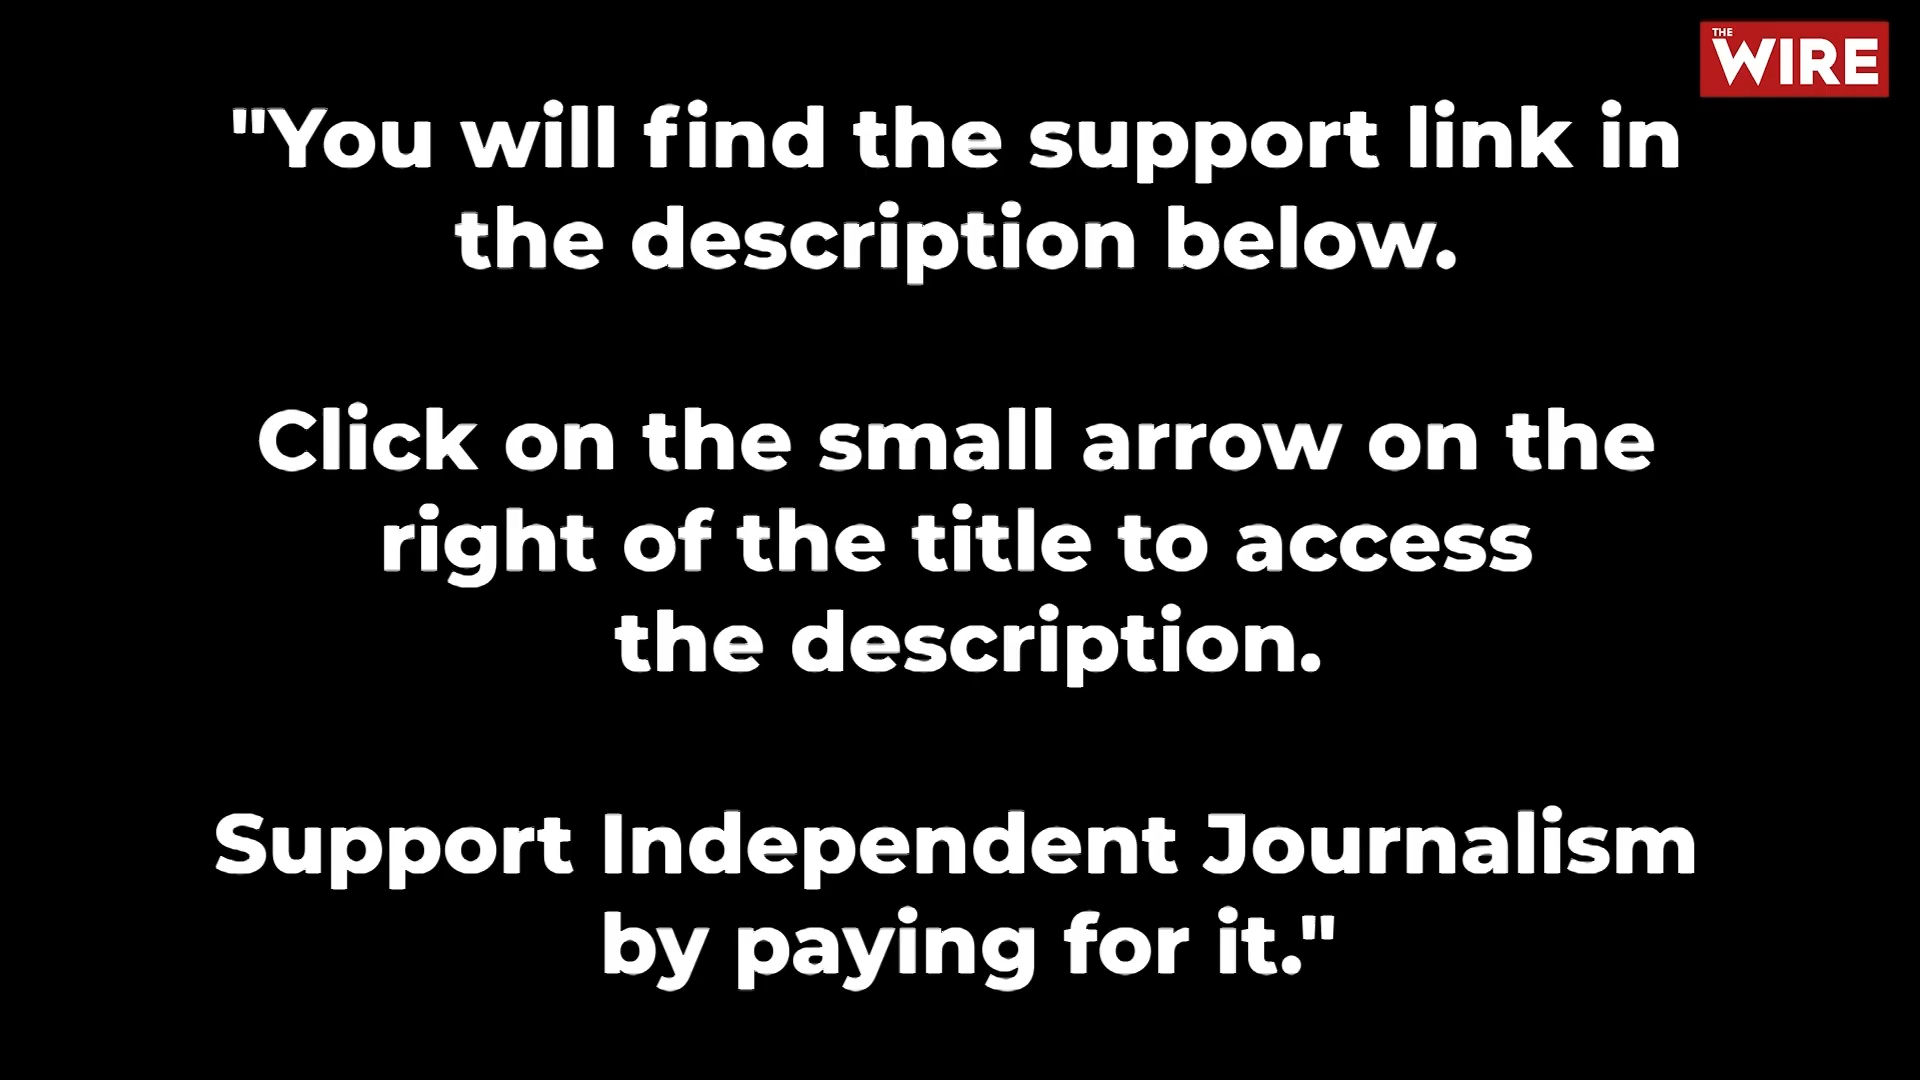 THE
WIRE
"You will find the support link in
the description below.
Click on the small arrow on the
right of the title to access
the description.
Support Independent Journalism
by paying for it."